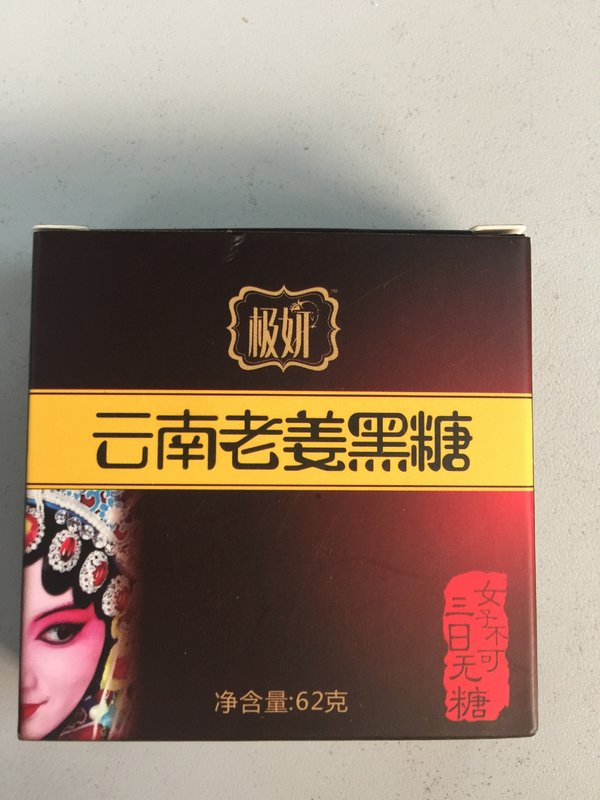 极妍
云南老姜黑糖
女子不可
三日无糖
净含量:62克